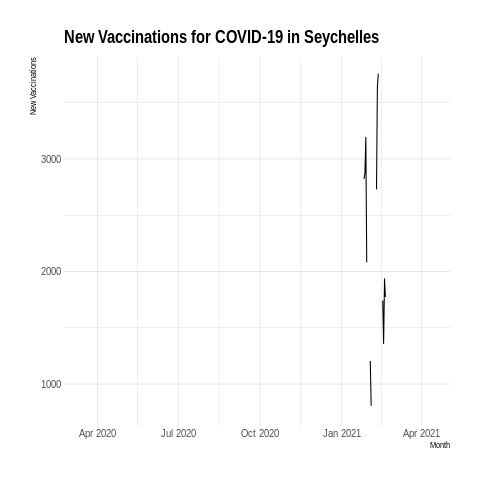 New Vaccinations for COVID-19 in Seychelles
New Vaccinations
3000
2000
1000
Apr 2020 Jul 2020 Oct 2020 Jan 2021 Apr 2021
Month